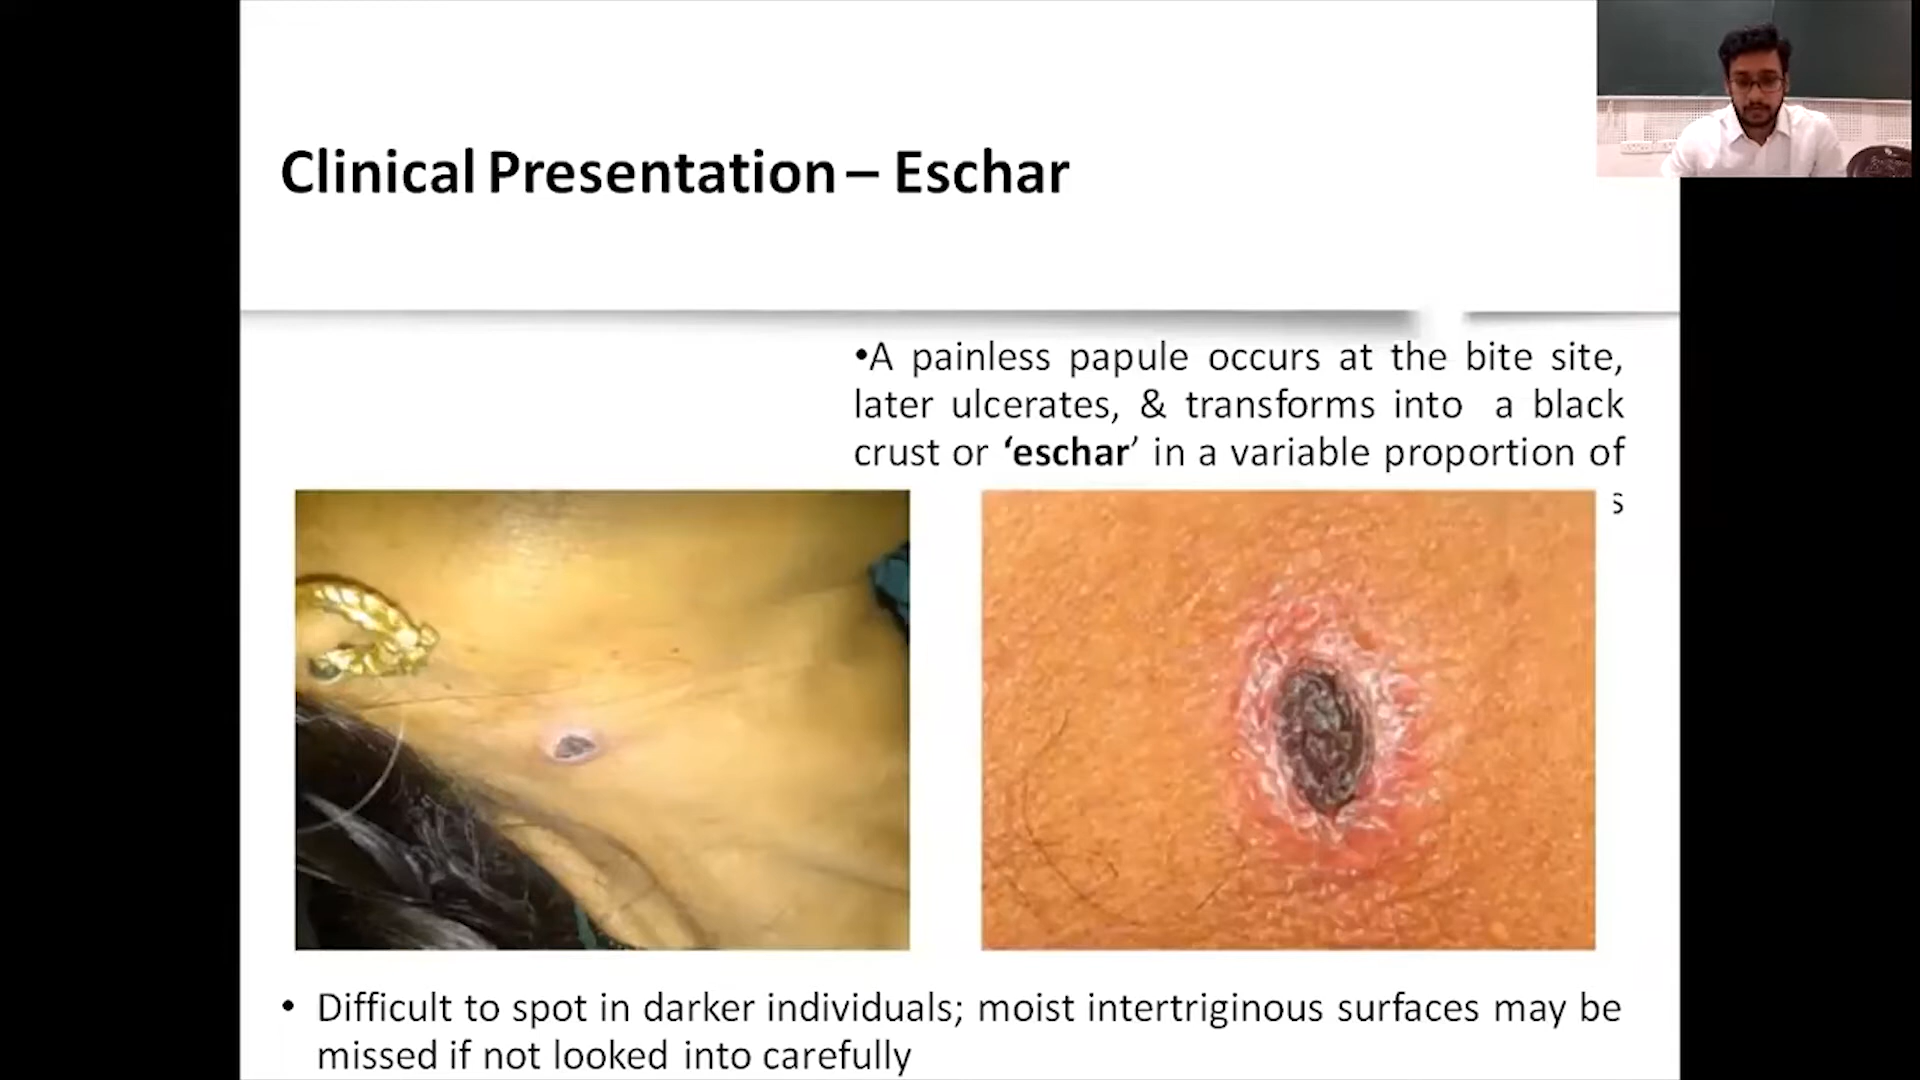 Clinical Presentation – Eschar
•A painless papule occurs at the bite site,
later ulcerates, & transforms into a black
crust or ‘eschar’ in a variable proportion of
s
• Difficult to spot in darker individuals; moist intertriginous surfaces may be
missed if not looked into carefully